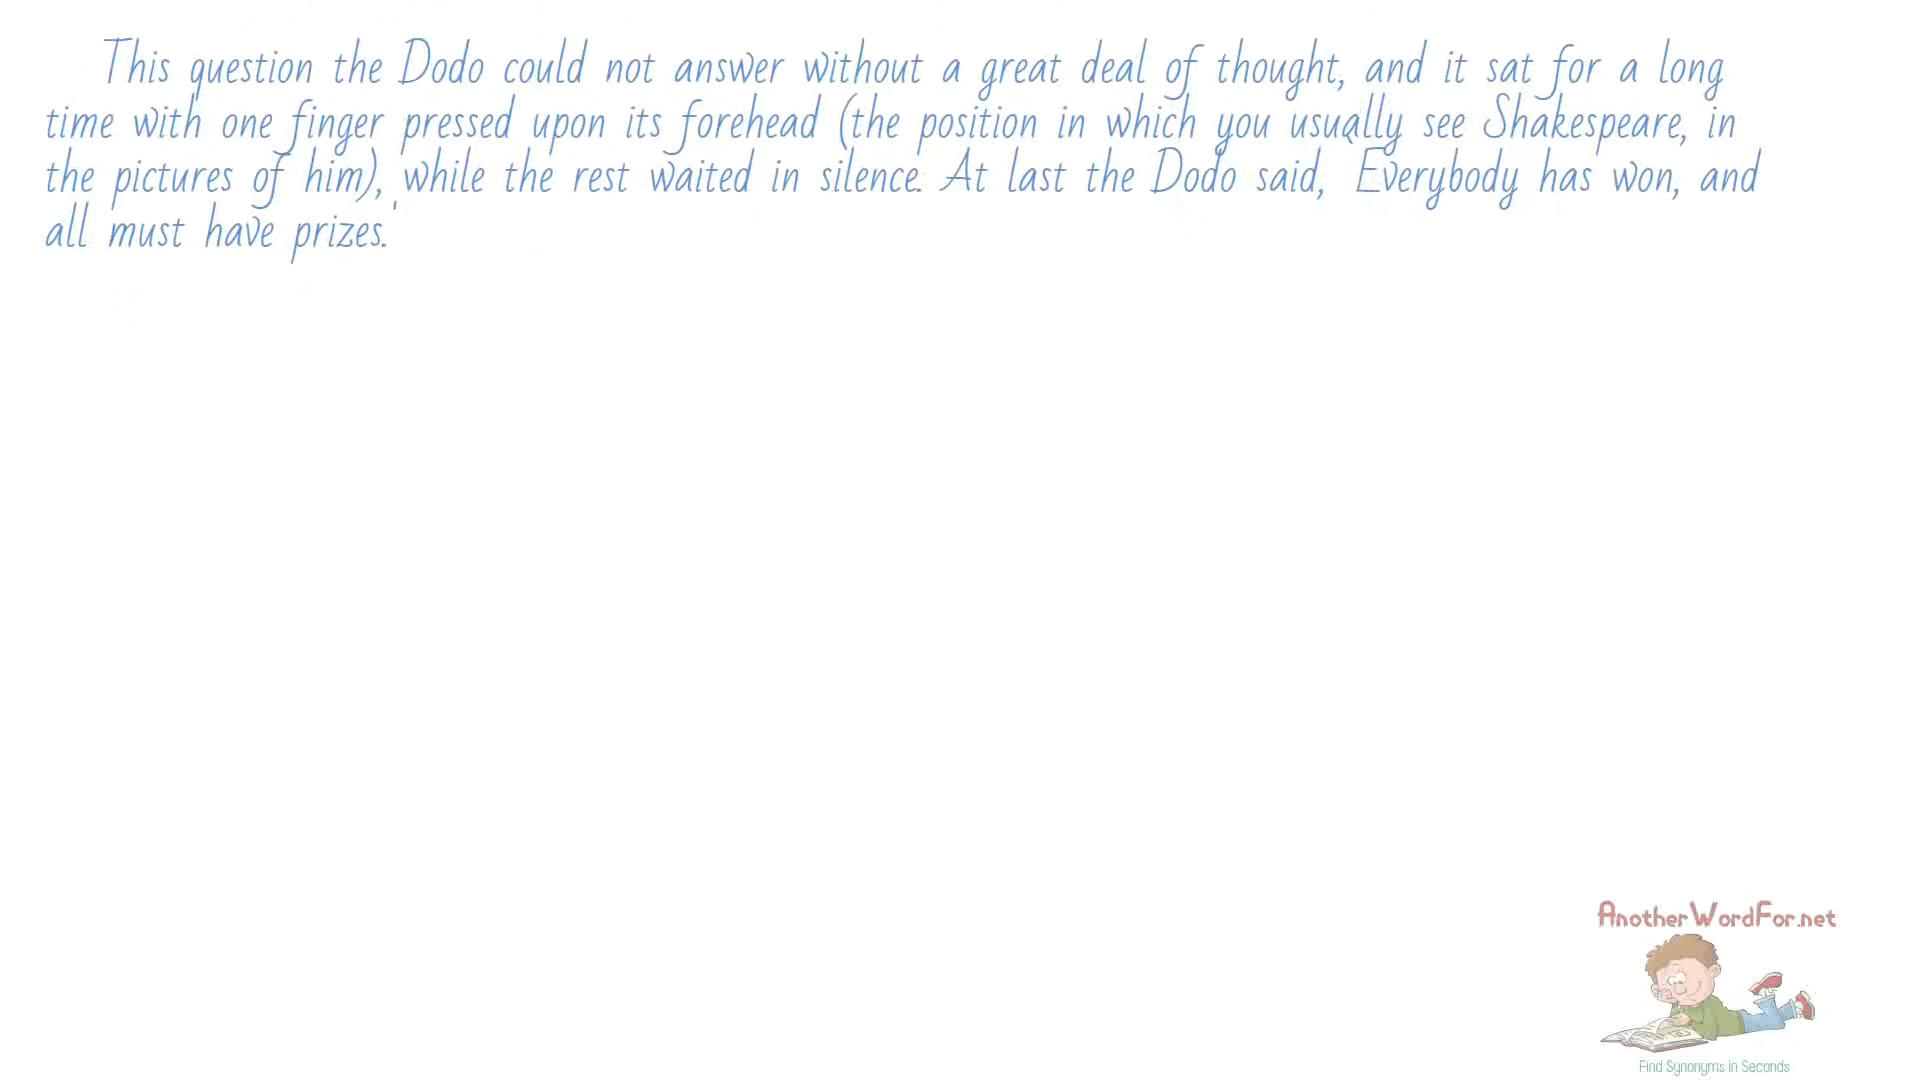 This question the Dodo could not answer without a great deal of thought, and it sat for a long
time with one finger pressed upon its forehead (the position in which you usually see Shakespeare, in
the pictures of him), while the rest waited in silence. At last the Dodo said, ‘Everybody has won, and
all must have prizes.'
AnotherWordFor.net
Find Synonyms in Seconds